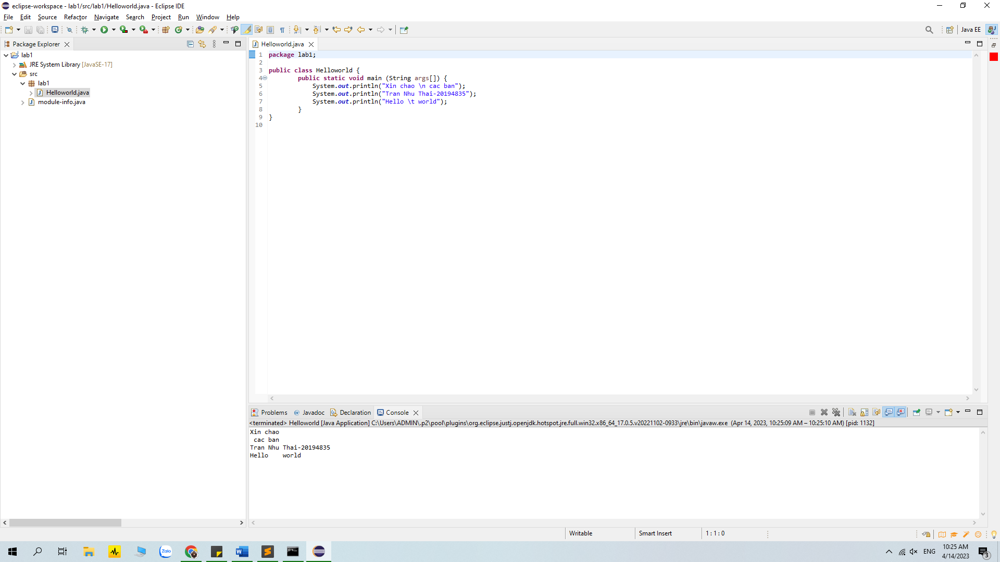 eclipse-workspace - lab1/src/lab1/Helloworld.java - Eclipse IDE
File Edit Source Refactor Navigate Search Project Run Window Help
Java EE
Package Explorer
lab1
JRE System Library [JavaSE-17]
src
lab1
Helloworld.java
module-info.java
Helloworld.java
1 package lab1;
2
3 public class Helloworld {
4 public static void main (String args[]) {
5 System.out.println("Xin chao \n cac ban");
6 System.out.println("Tran Nhu Thai-20194835");
7 System.out.println("Hello \t world");
8 }
9 }
10
Problems @ Javadoc Declaration Console
<terminated> Helloworld [Java Application] C:\Users\ADMIN\.p2\pool\plugins\org.eclipse.justj.openjdk.hotspot.jre.full.win32.x86_64_17.0.5.v20221102-0933\jre\bin\javaw.exe (Apr 14, 2023, 10:25:09 AM – 10:25:10 AM) [pid: 1132]
Xin chao
cac ban
Tran Nhu Thai-20194835
Hello world
Writable Smart Insert 1 : 1 : 0
Zalo
ENG
10:25 AM
4/14/2023
3